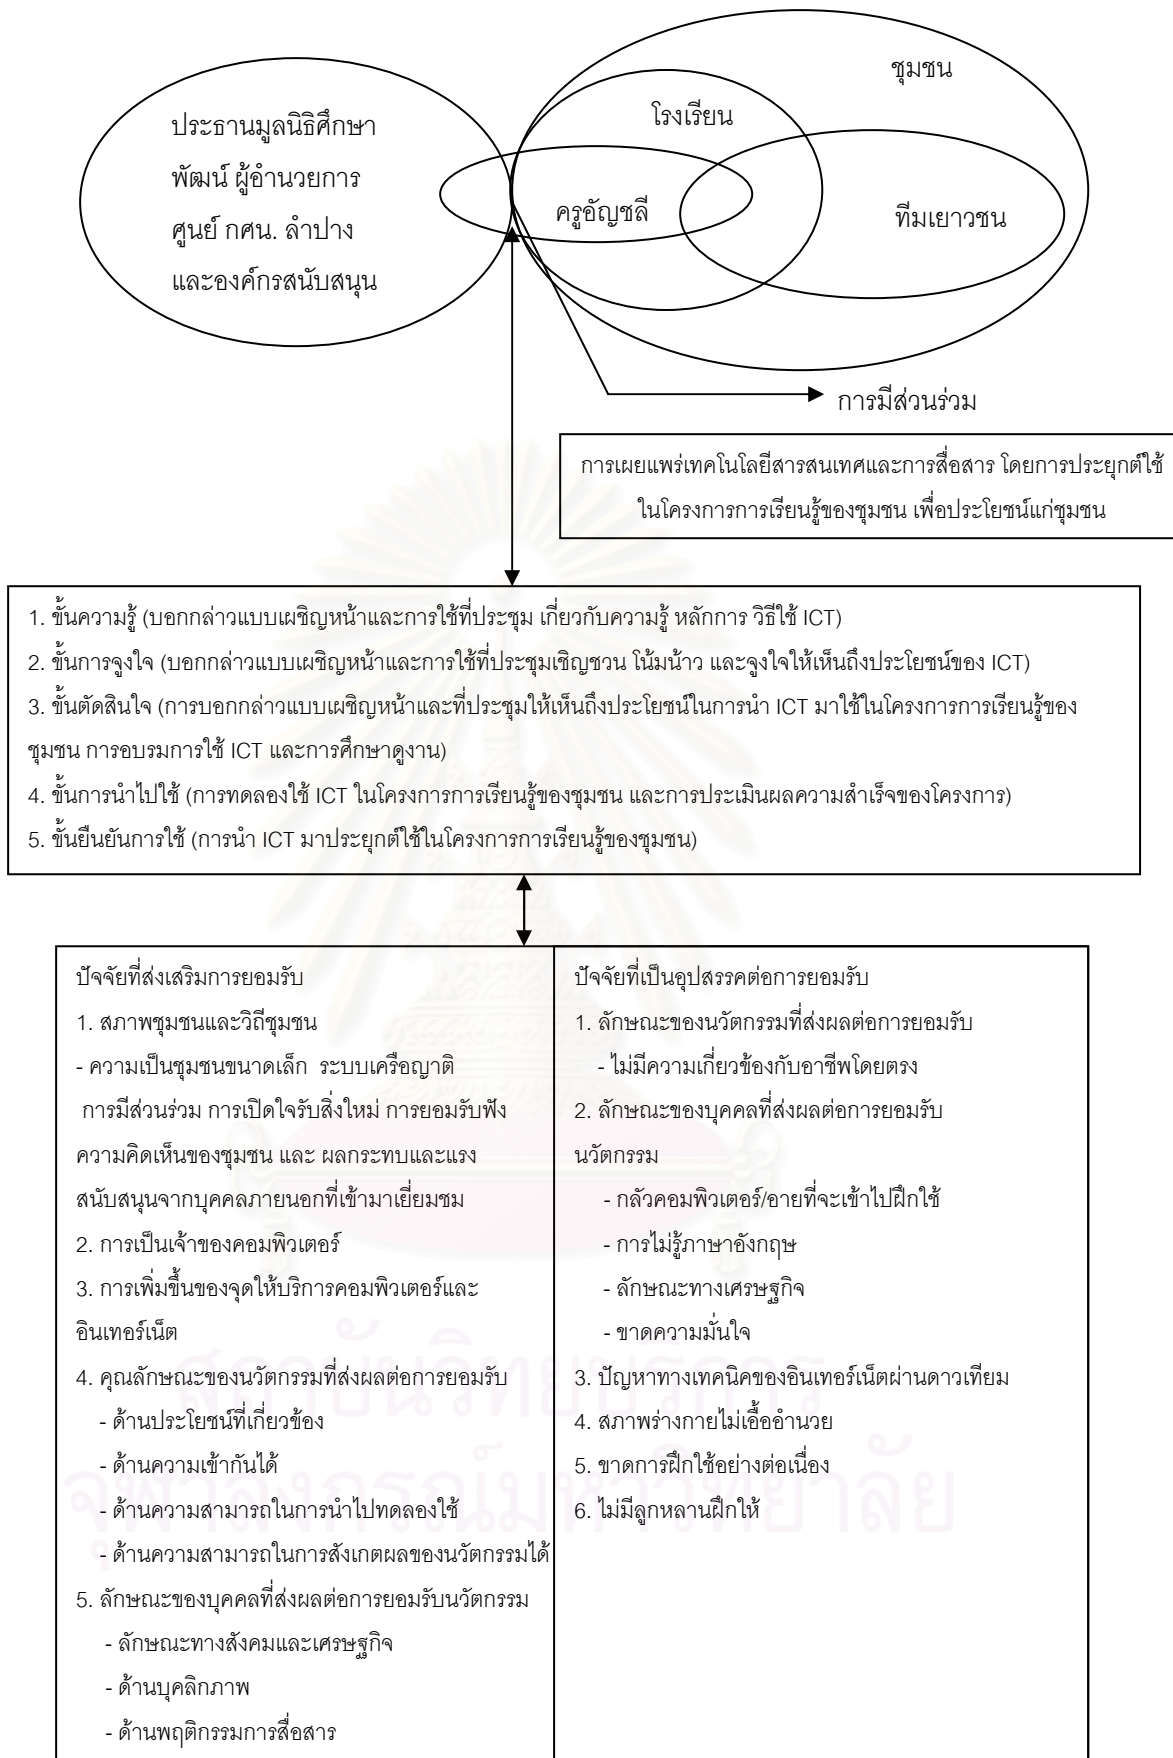 ชุมชน
โรงเรียน
ประธานมูลนิธิศึกษา
พัฒน์ ผู้อำนวยการ
ศูนย์ กศน. ลำปาง
และองค์กรสนับสนุน
ครูอัญชลี
ทีมเยาวชน
การมีส่วนร่วม
การเผยแพร่เทคโนโลยีสารสนเทศและการสื่อสาร โดยการประยุกต์ใช้
ในโครงการการเรียนรู้ของชุมชน เพื่อประโยชน์แก่ชุมชน
1. ขั้นความรู้ (บอกกล่าวแบบเผชิญหน้าและการใช้ที่ประชุม เกี่ยวกับความรู้ หลักการ วิธีใช้ ICT)
2. ขั้นการจูงใจ (บอกกล่าวแบบเผชิญหน้าและการใช้ที่ประชุมเชิญชวน โน้มน้าว และจูงใจให้เห็นถึงประโยชน์ของ ICT)
3. ขั้นตัดสินใจ (การบอกกล่าวแบบเผชิญหน้าและที่ประชุมให้เห็นถึงประโยชน์ในการนำ ICT มาใช้ในโครงการการเรียนรู้ของ
ชุมชน การอบรมการใช้ ICT และการศึกษาดูงาน)
4. ขั้นการนำไปใช้ (การทดลองใช้ ICT ในโครงการการเรียนรู้ของชุมชน และการประเมินผลความสำเร็จของโครงการ)
5. ขั้นยืนยันการใช้ (การนำ ICT มาประยุกต์ใช้ในโครงการการเรียนรู้ของชุมชน)
ปัจจัยที่ส่งเสริมการยอมรับ
1. สภาพชุมชนและวิถีชุมชน
- ความเป็นชุมชนขนาดเล็ก ระบบเครือญาติ
การมีส่วนร่วม การเปิดใจรับสิ่งใหม่ การยอมรับฟัง
ความคิดเห็นของชุมชน และ ผลกระทบและแรง
สนับสนุนจากบุคคลภายนอกที่เข้ามาเยี่ยมชม
2. การเป็นเจ้าของคอมพิวเตอร์
3. การเพิ่มขึ้นของจุดให้บริการคอมพิวเตอร์และ
อินเทอร์เน็ต
4. คุณลักษณะของนวัตกรรมที่ส่งผลต่อการยอมรับ
- ด้านประโยชน์ที่เกี่ยวข้อง
- ด้านความเข้ากันได้
- ด้านความสามารถในการนำไปทดลองใช้
- ด้านความสามารถในการสังเกตผลของนวัตกรรมได้
5. ลักษณะของบุคคลที่ส่งผลต่อการยอมรับนวัตกรรม
- ลักษณะทางสังคมและเศรษฐกิจ
- ด้านบุคลิกภาพ
- ด้านพฤติกรรมการสื่อสาร
ปัจจัยที่เป็นอุปสรรคต่อการยอมรับ
1. ลักษณะของนวัตกรรมที่ส่งผลต่อการยอมรับ
- ไม่มีความเกี่ยวข้องกับอาชีพโดยตรง
2. ลักษณะของบุคคลที่ส่งผลต่อการยอมรับ
นวัตกรรม
- กลัวคอมพิวเตอร์/อายที่จะเข้าไปฝึกใช้
- การไม่รู้ภาษาอังกฤษ
- ลักษณะทางเศรษฐกิจ
- ขาดความมั่นใจ
3. ปัญหาทางเทคนิคของอินเทอร์เน็ตผ่านดาวเทียม
4. สภาพร่างกายไม่เอื้ออำนวย
5. ขาดการฝึกใช้อย่างต่อเนื่อง
6. ไม่มีลูกหลานฝึกให้
สถาบันวิทยบริการ
จุฬาลงกรณ์มหาวิทยาลัย